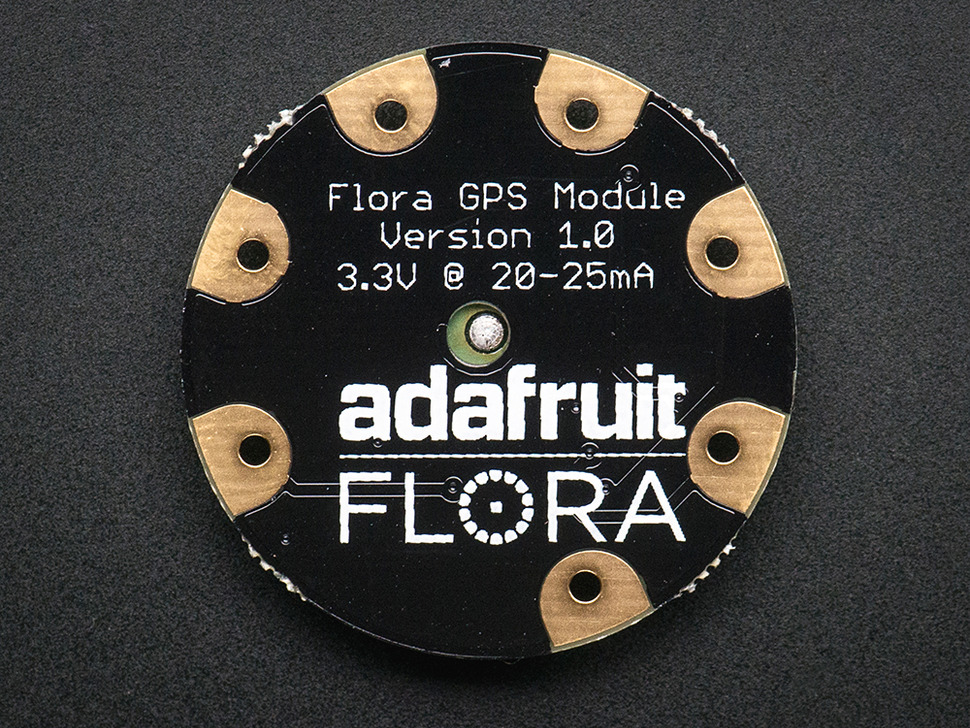 Flora GPS Module
Version 1.0
3.3V @ 20-25mA
adafruit
FLORA